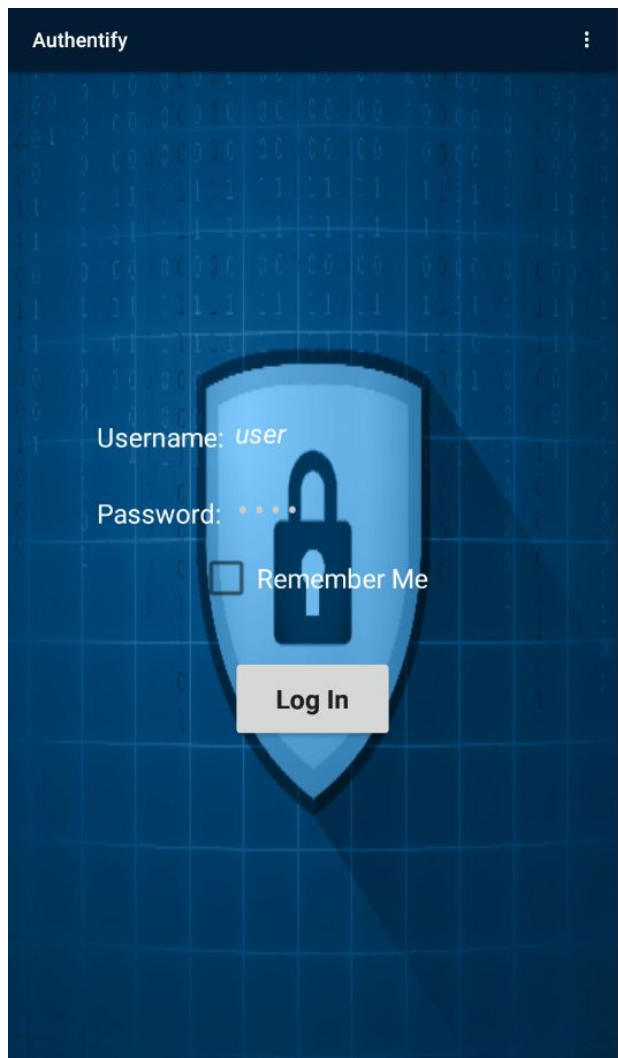 Authentify
Username: user
Password: ••••
Remember Me
Log In